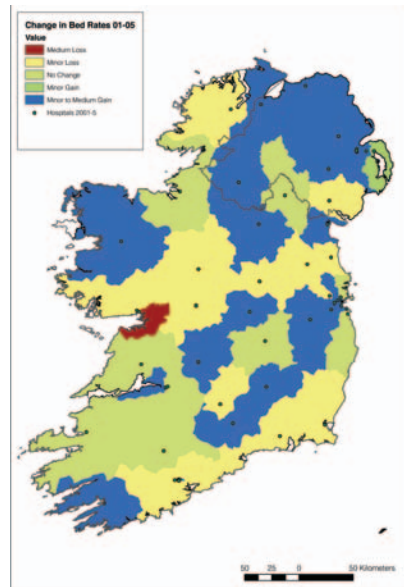 Change in Bed Rates 01-05
Value
Medium Loss
Minor Loss
No Change
Minor Gain
Minor to Medium Gain
Hospitals 2001-5
50 25 0 50 Kilometers